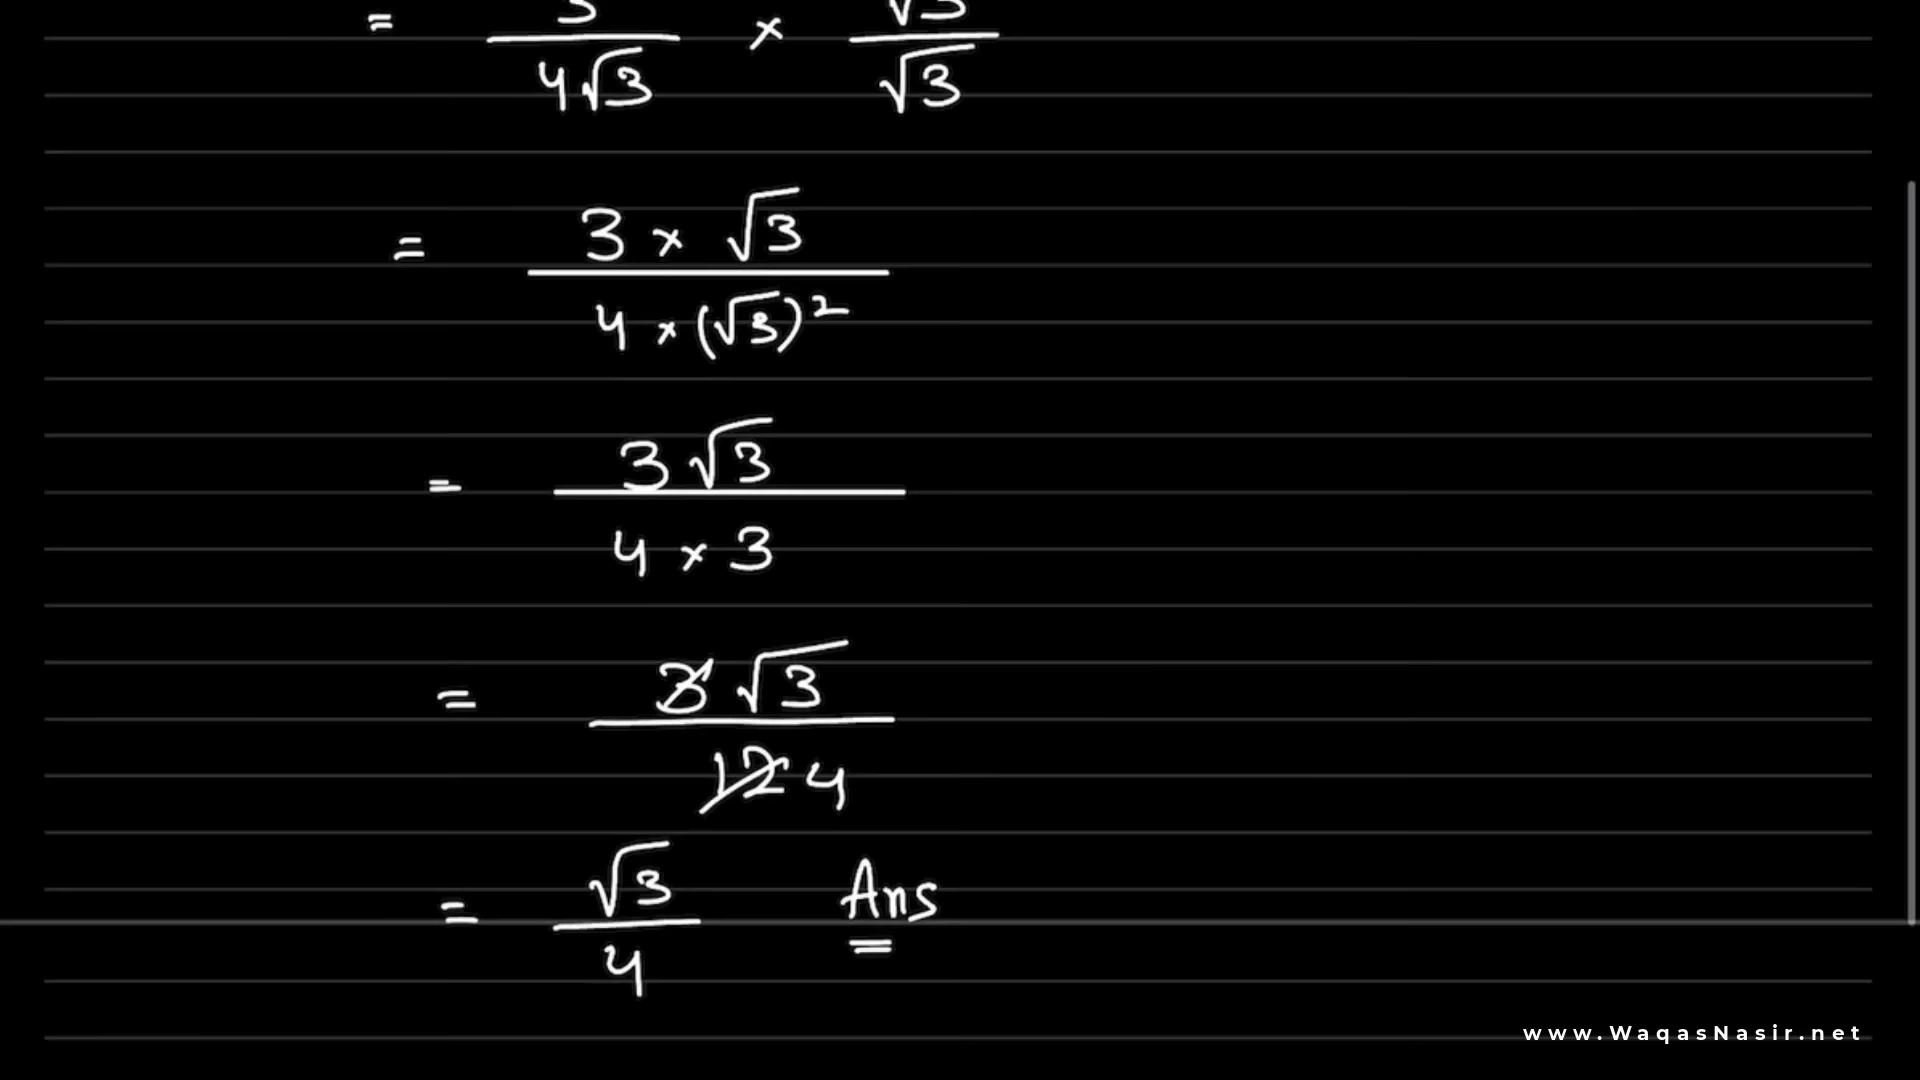 = 3 / 4√3 × √3 / √3
= 3 × √3 / 4 × (√3)²
= 3√3 / 4 × 3
= 3√3 / 12 4
= √3 / 4 Ans
www.WaqasNasir.net